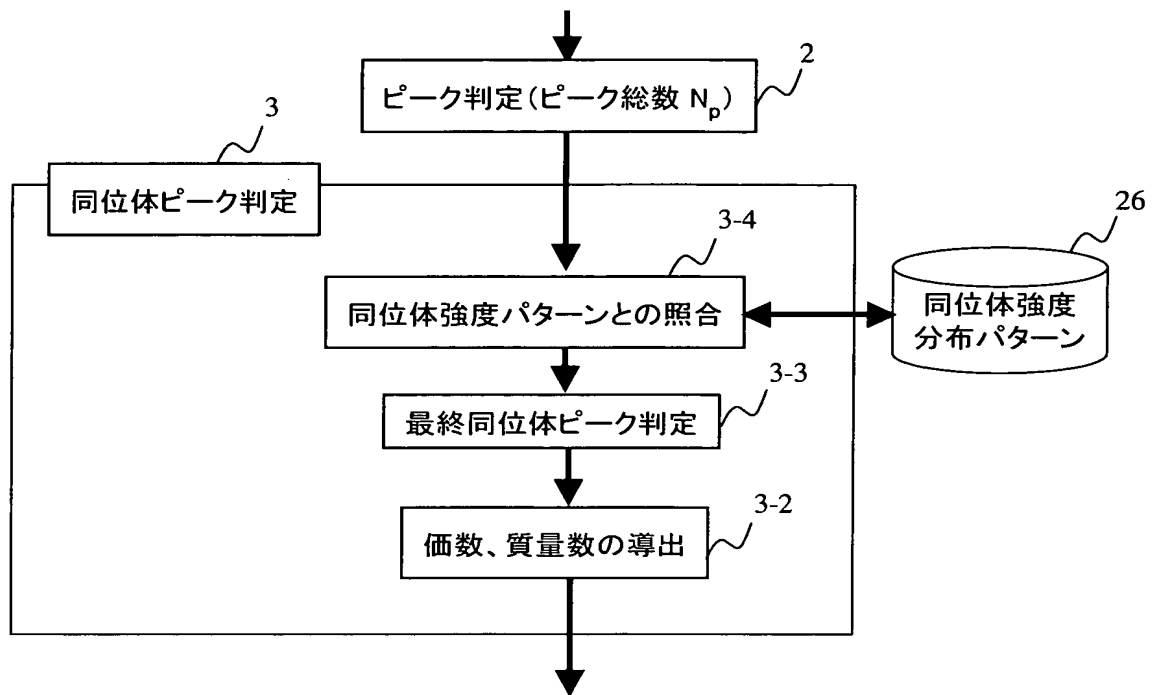 2
ピーク判定(ピーク総数 Np)
3
同位体ピーク判定
3-4
同位体強度パターンとの照合
26
同位体強度
分布パターン
3-3
最終同位体ピーク判定
3-2
価数、質量数の導出